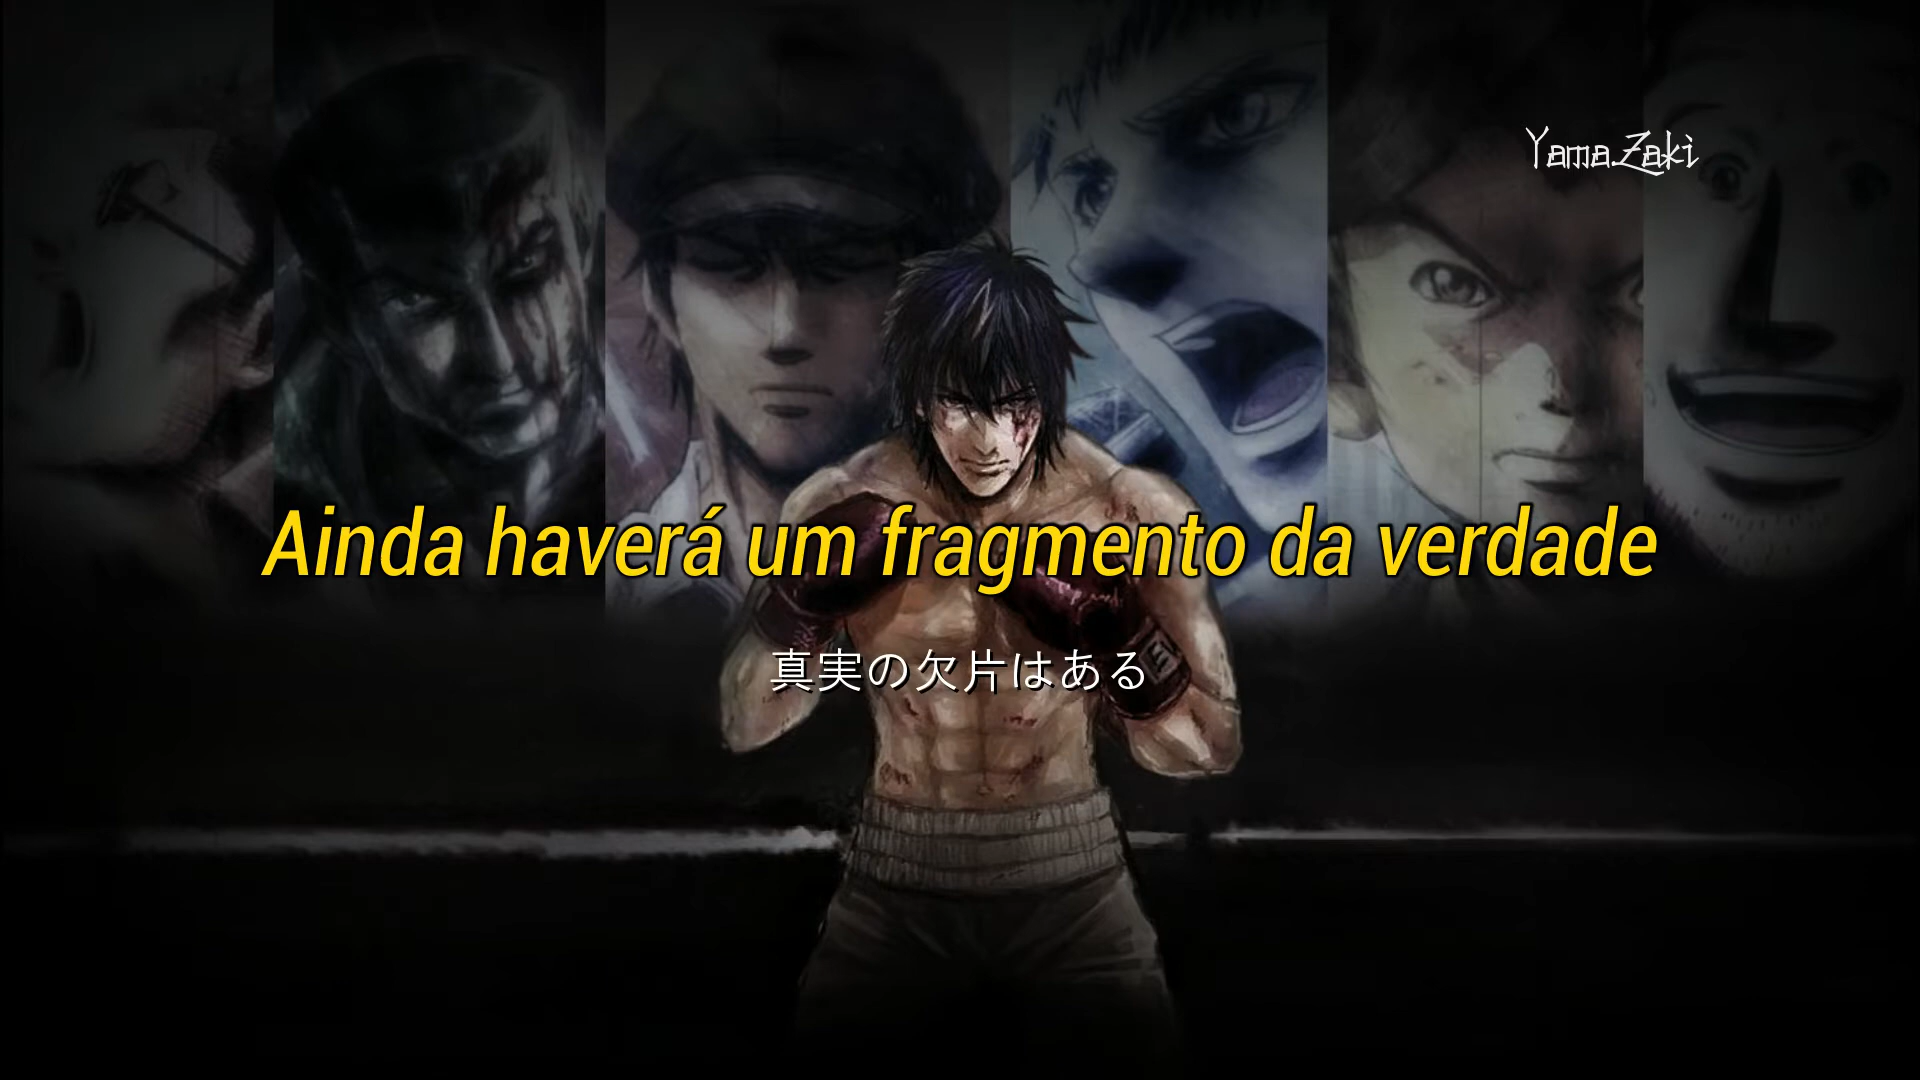 YamaZaki
Ainda haverá um fragmento da verdade
真実の欠片はある